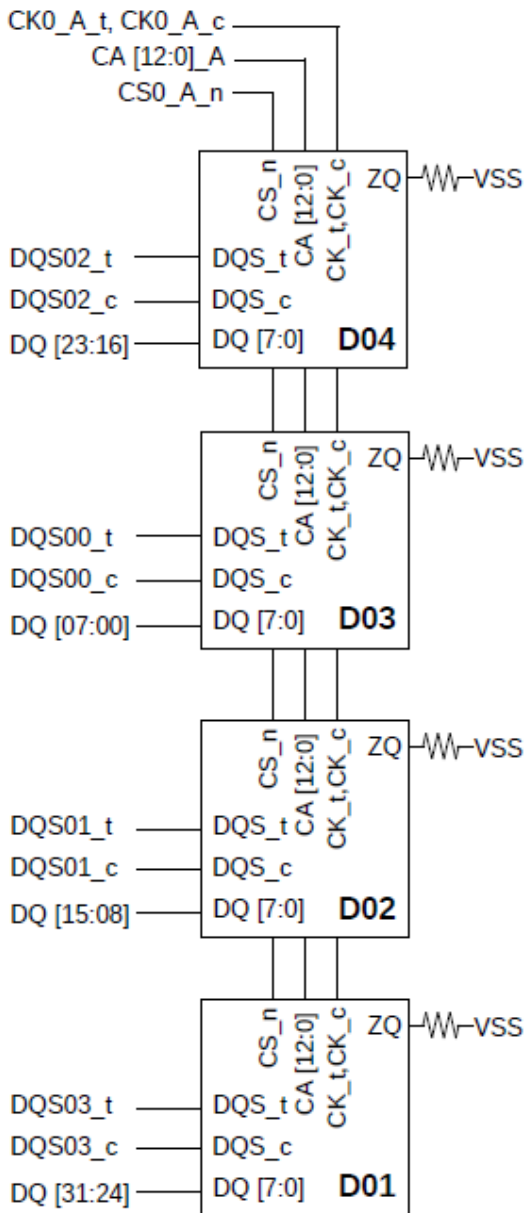 CK0_A_t, CK0_A_c
CA [12:0]_A
CS0_A_n
CS_n
CA [12:0]
CK_t,CK_c
ZQ
VSS
DQS02_t
DQS_t
DQS02_c
DQS_c
DQ [23:16]
DQ [7:0]
D04
CS_n
CA [12:0]
CK_t,CK_c
ZQ
VSS
DQS00_t
DQS_t
DQS00_c
DQS_c
DQ [07:00]
DQ [7:0]
D03
CS_n
CA [12:0]
CK_t,CK_c
ZQ
VSS
DQS01_t
DQS_t
DQS01_c
DQS_c
DQ [15:08]
DQ [7:0]
D02
CS_n
CA [12:0]
CK_t,CK_c
ZQ
VSS
DQS03_t
DQS_t
DQS03_c
DQS_c
DQ [31:24]
DQ [7:0]
D01